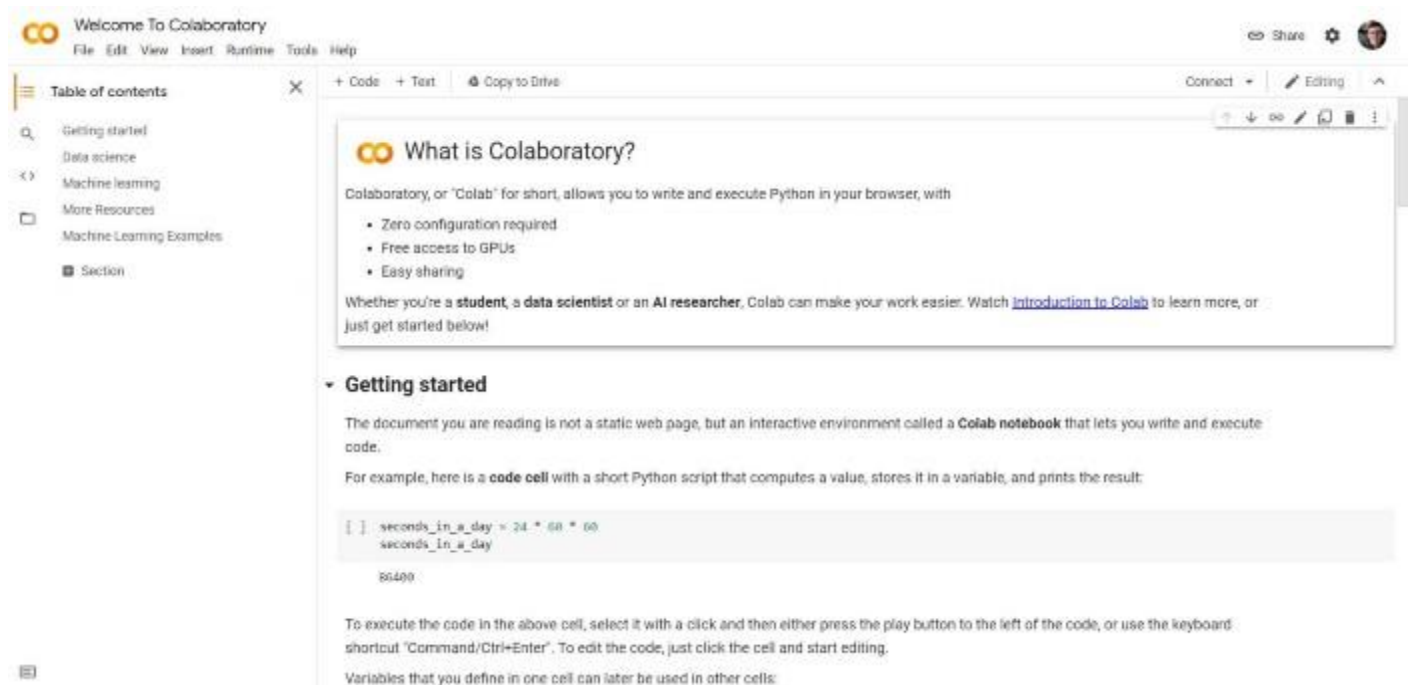 Welcome To Colaboratory
File Edit View Insert Runtime Tools Help
Share
Table of contents
+ Code + Text Copy to Drive
Connect Editing
Getting started
Data science
Machine learning
More Resources
Machine Learning Examples
Section
CO What is Colaboratory?
Colaboratory, or "Colab" for short, allows you to write and execute Python in your browser, with
• Zero configuration required
• Free access to GPUs
• Easy sharing
Whether you're a student, a data scientist or an AI researcher, Colab can make your work easier. Watch Introduction to Colab to learn more, or
just get started below!
Getting started
The document you are reading is not a static web page, but an interactive environment called a Colab notebook that lets you write and execute
code.
For example, here is a code cell with a short Python script that computes a value, stores it in a variable, and prints the result:
[ ] seconds_in_a_day = 24 * 60 * 60
seconds_in_a_day
86400
To execute the code in the above cell, select it with a click and then either press the play button to the left of the code, or use the keyboard
shortcut "Command/Ctrl+Enter". To edit the code, just click the cell and start editing.
Variables that you define in one cell can later be used in other cells: